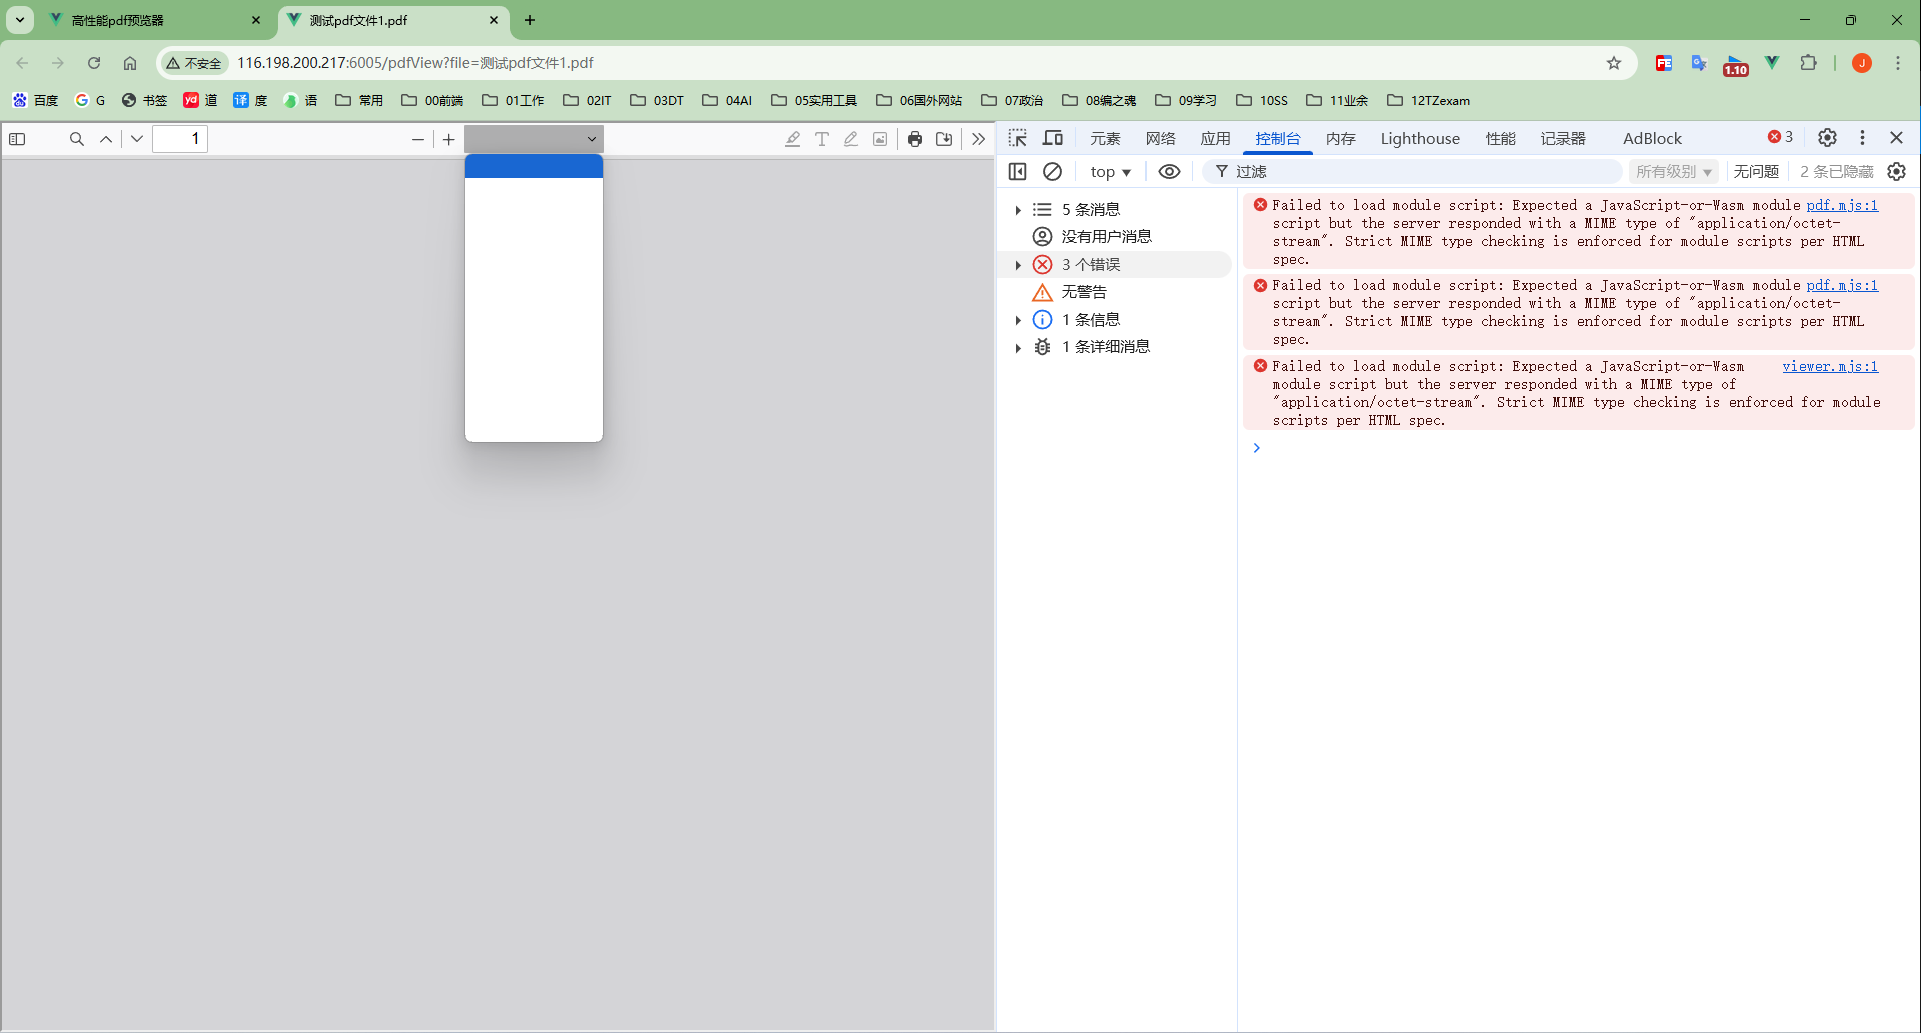 高性能pdf预览器
测试pdf文件1.pdf
不安全
116.198.200.217:6005/pdfView?file=测试pdf文件1.pdf
FE
1.10
J
百度
G
书签
yd 道
译 度
语
常用
00前端
01工作
02IT
03DT
04AI
05实用工具
06国外网站
07政治
08编之魂
09学习
10SS
11业余
12TZexam
1
元素
网络
应用
控制台
内存
Lighthouse
性能
记录器
AdBlock
3
top
过滤
所有级别
无问题
2 条已隐藏
5 条消息
没有用户消息
3 个错误
无警告
1 条信息
1 条详细消息
Failed to load module script: Expected a JavaScript-or-Wasm module pdf.mjs:1
script but the server responded with a MIME type of "application/octet-
stream". Strict MIME type checking is enforced for module scripts per HTML
spec.
Failed to load module script: Expected a JavaScript-or-Wasm module pdf.mjs:1
script but the server responded with a MIME type of "application/octet-
stream". Strict MIME type checking is enforced for module scripts per HTML
spec.
Failed to load module script: Expected a JavaScript-or-Wasm viewer.mjs:1
module script but the server responded with a MIME type of
"application/octet-stream". Strict MIME type checking is enforced for module
scripts per HTML spec.